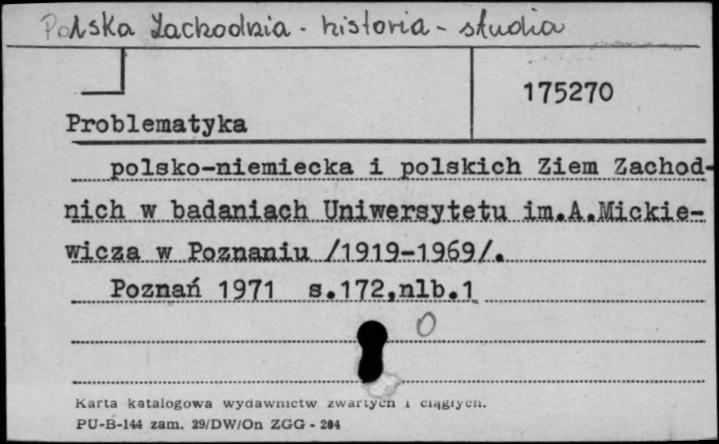 Polska Zachodnia - historia - studia
175270
Problematyka
polsko-niemiecka i polskich Ziem Zachod-
nich w badaniach Uniwersytetu im.A.Mickie-
wicza w Poznaniu /1919-1969/.
Poznań 1971 s.172,nlb.1
0
Karta katalogowa wydawnictw zwartych i ciągłych.
PU-B-144 zam. 29/DW/On ZGG - 204